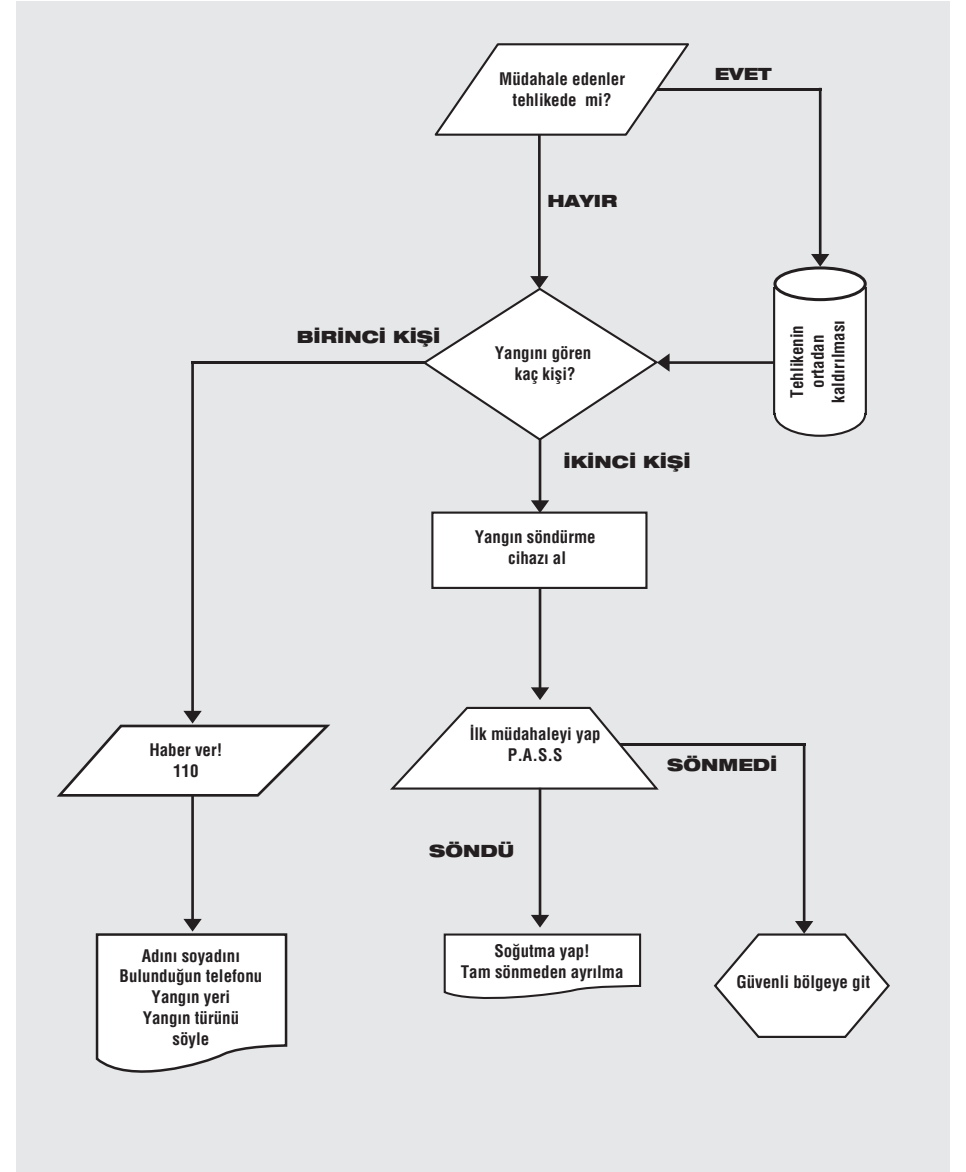 Müdahale edenler
tehlikede mi?
EVET
HAYIR
Tehlikenin
ortadan
kaldırılması
BİRİNCİ KİŞİ
Yangını gören
kaç kişi?
İKİNCİ KİŞİ
Yangın söndürme
cihazı al
Haber ver!
110
İlk müdahaleyi yap
P.A.S.S
SÖNMEDİ
SÖNDÜ
Adını soyadını
Bulunduğun telefonu
Yangın yeri
Yangın türünü
söyle
Soğutma yap!
Tam sönmeden ayrılma
Güvenli bölgeye git